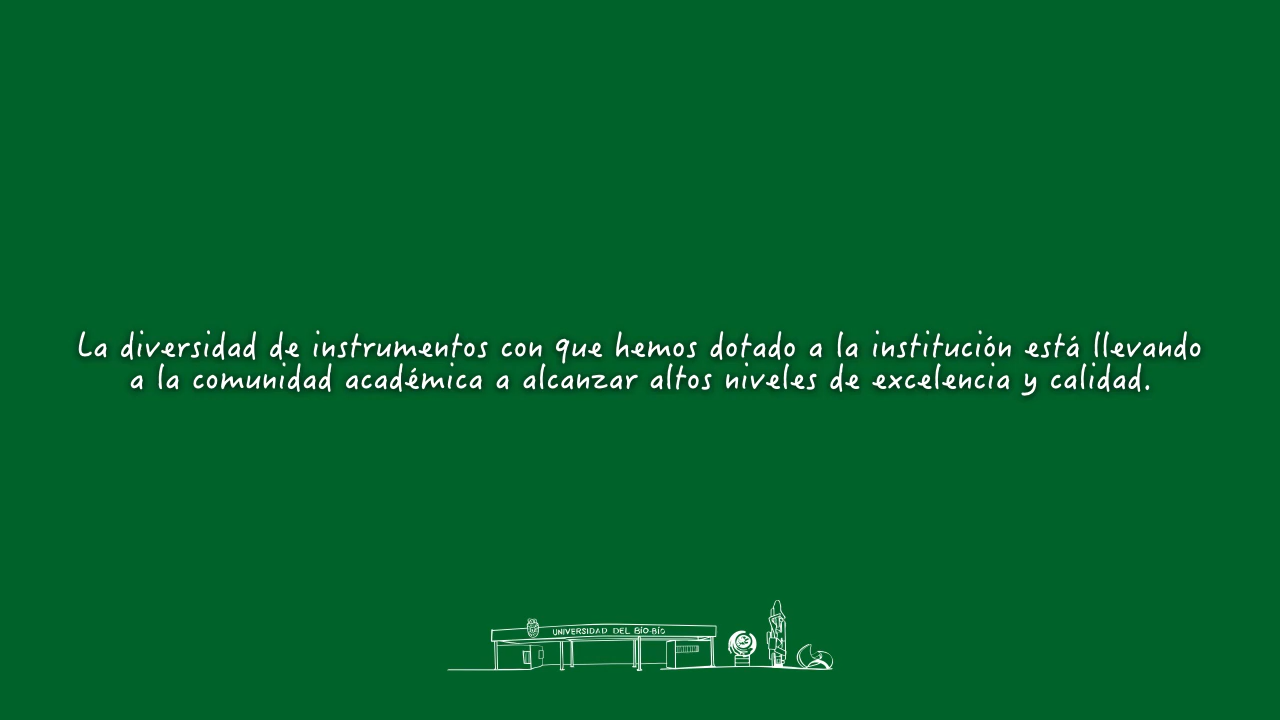 La diversidad de instrumentos con que hemos dotado a la institución está llevando
a la comunidad académica a alcanzar altos niveles de excelencia y calidad.
UNIVERSIDAD DEL BÍO-BÍO